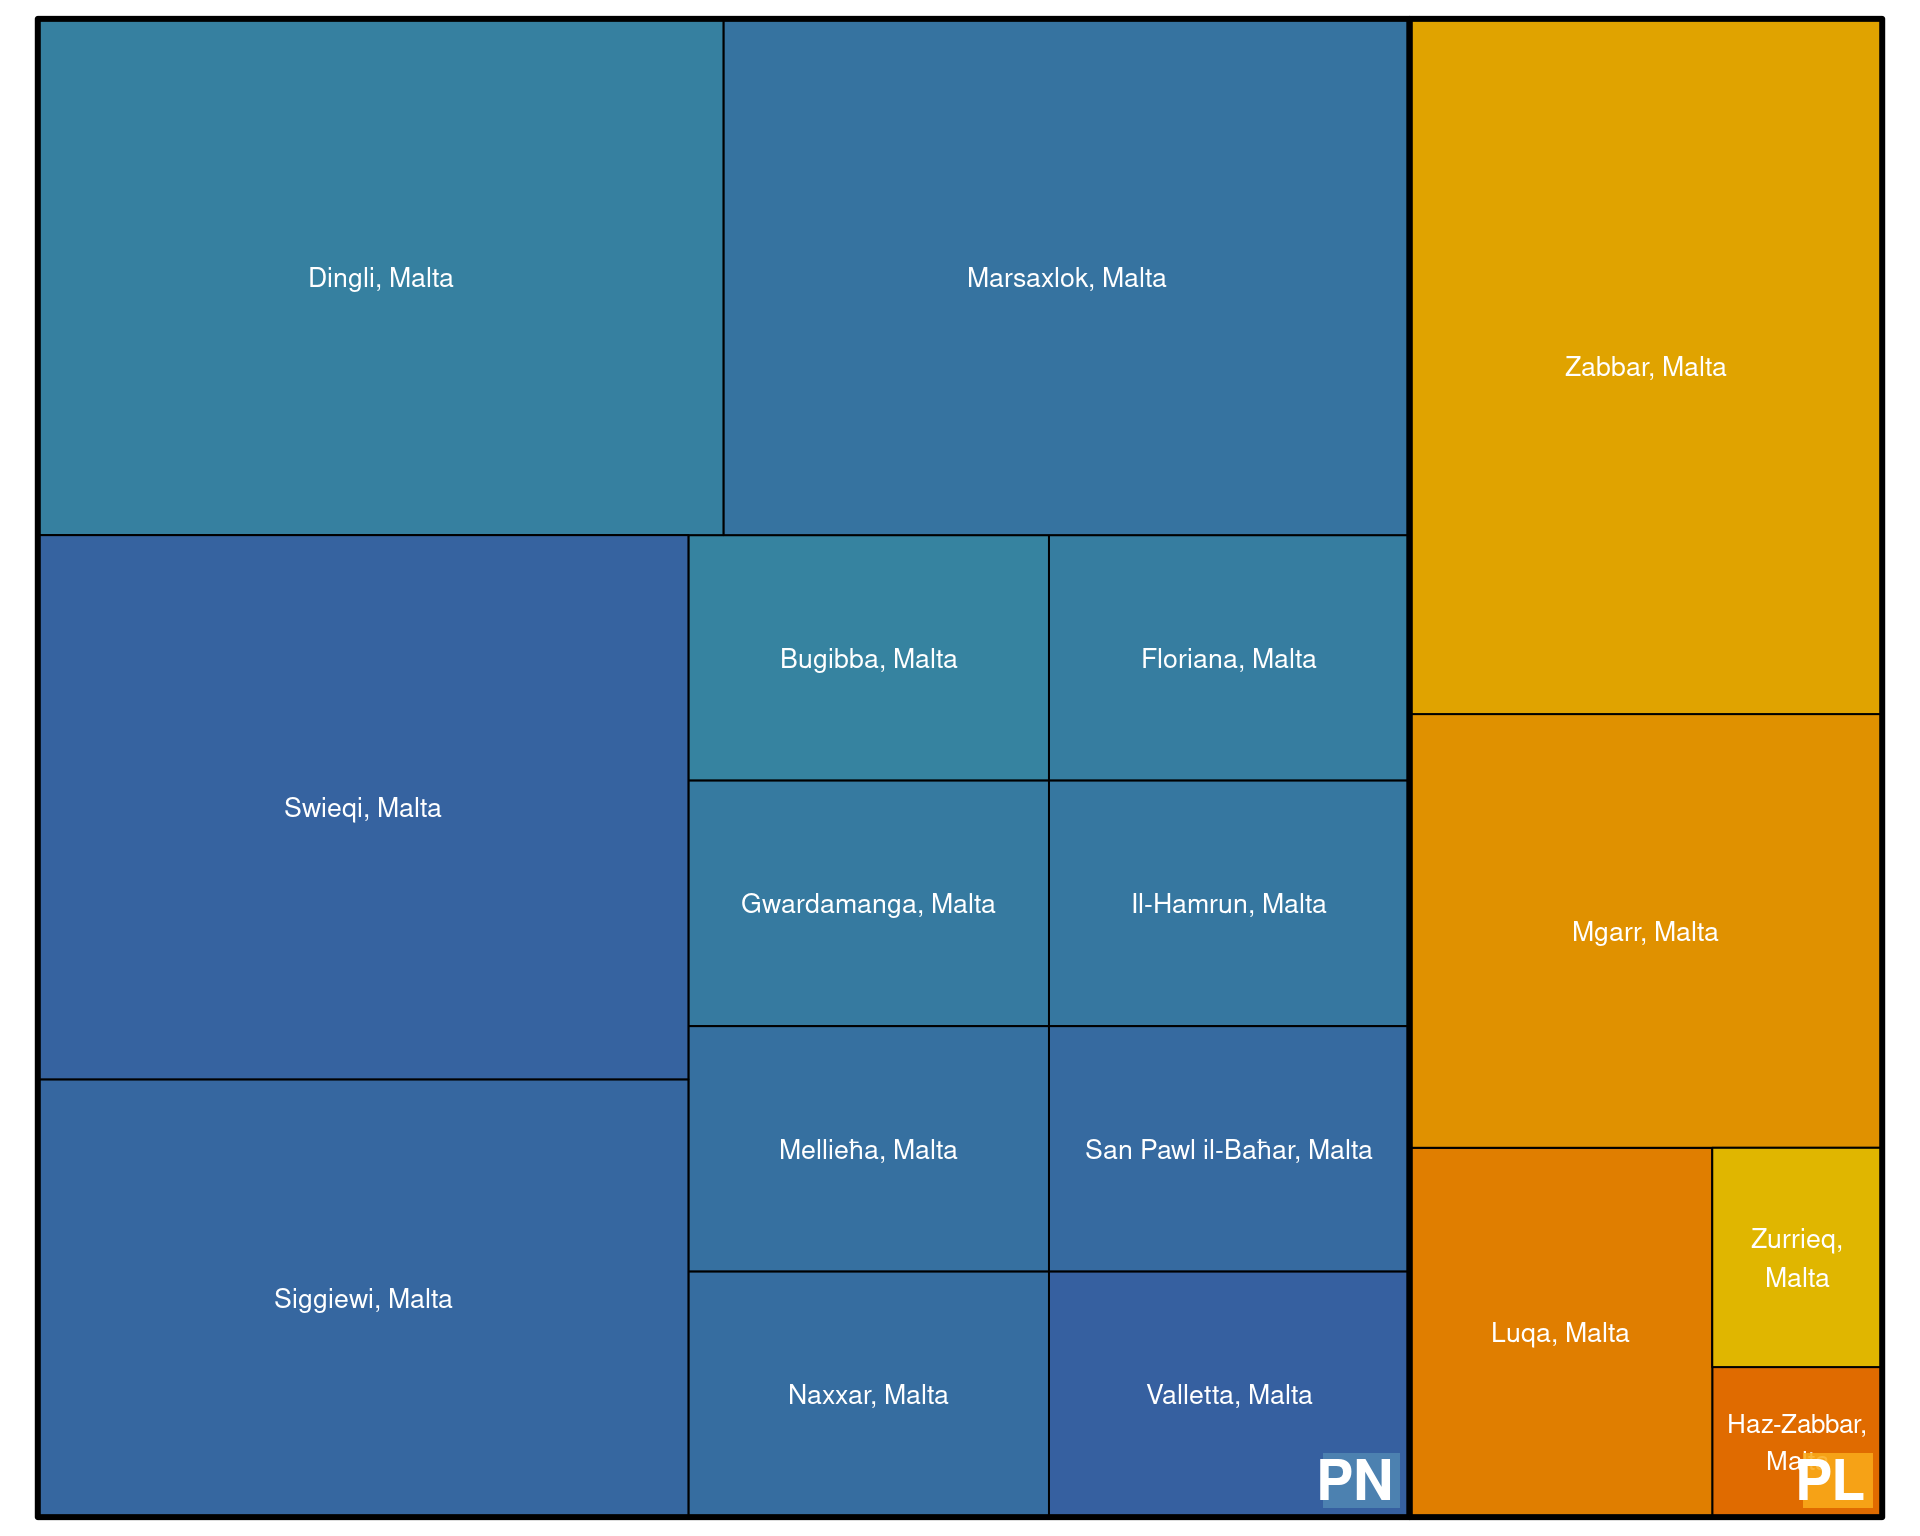 Dingli, Malta
Marsaxlok, Malta
Zabbar, Malta
Swieqi, Malta
Bugibba, Malta
Floriana, Malta
Gwardamanga, Malta
Il-Hamrun, Malta
Mgarr, Malta
Mellieħa, Malta
San Pawl il-Baħar, Malta
Siggiewi, Malta
Naxxar, Malta
Valletta, Malta
PN
Luqa, Malta
Zurrieq,
Malta
Haz-Zabbar,
Malta
PL